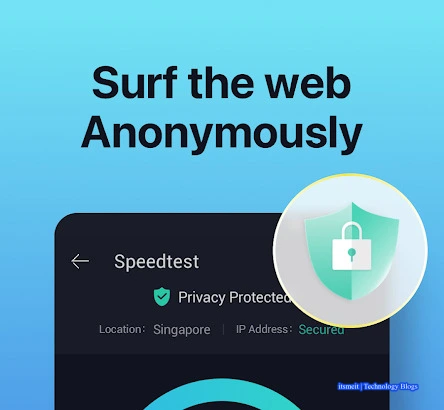 Surf the web
Anonymously
Speedtest
Privacy Protected
Location: Singapore | IP Address: Secured
itsmeit | Technology Blogs